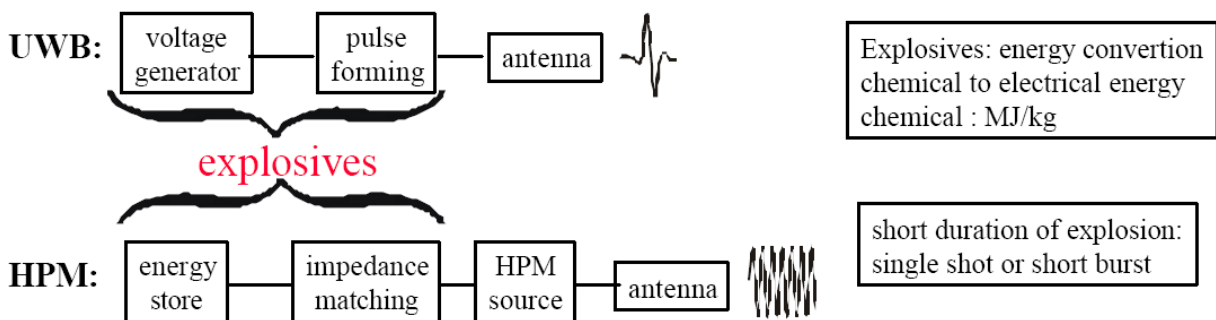 UWB:
voltage
generator
pulse
forming
antenna
Explosives: energy convertion
chemical to electrical energy
chemical : MJ/kg
explosives
HPM:
energy
store
impedance
matching
HPM
source
antenna
short duration of explosion:
single shot or short burst